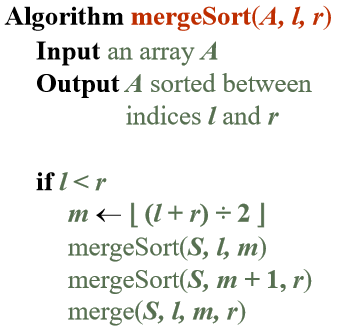 Algorithm mergeSort(A, l, r)
Input an array A
Output A sorted between
indices l and r
if l < r
m ← ⌊ (l + r) ÷ 2 ⌋
mergeSort(S, l, m)
mergeSort(S, m + 1, r)
merge(S, l, m, r)